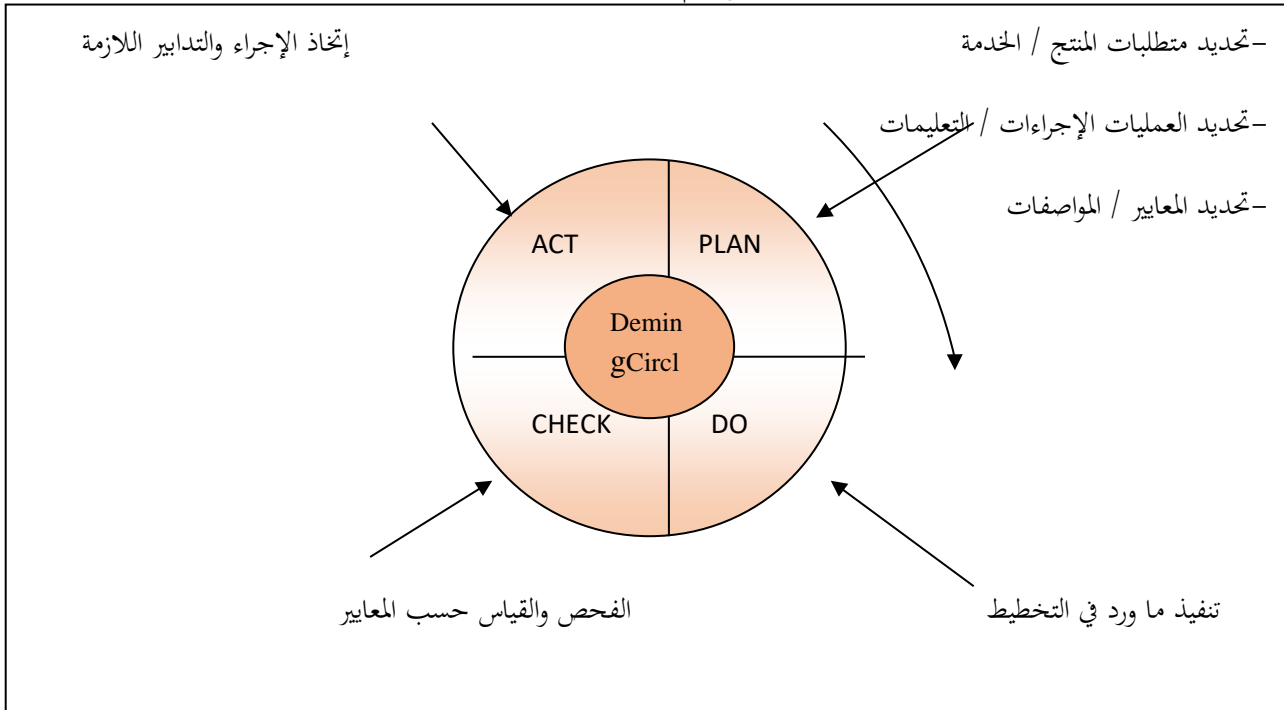 إتخاذ الإجراء والتدابير اللازمة
-تحديد متطلبات المنتج / الخدمة
-تحديد العمليات الإجراءات / التعليمات
-تحديد المعايير / المواصفات
ACT
PLAN
Demin
gCircl
CHECK
DO
الفحص والقياس حسب المعايير
تنفيذ ما ورد في التخطيط